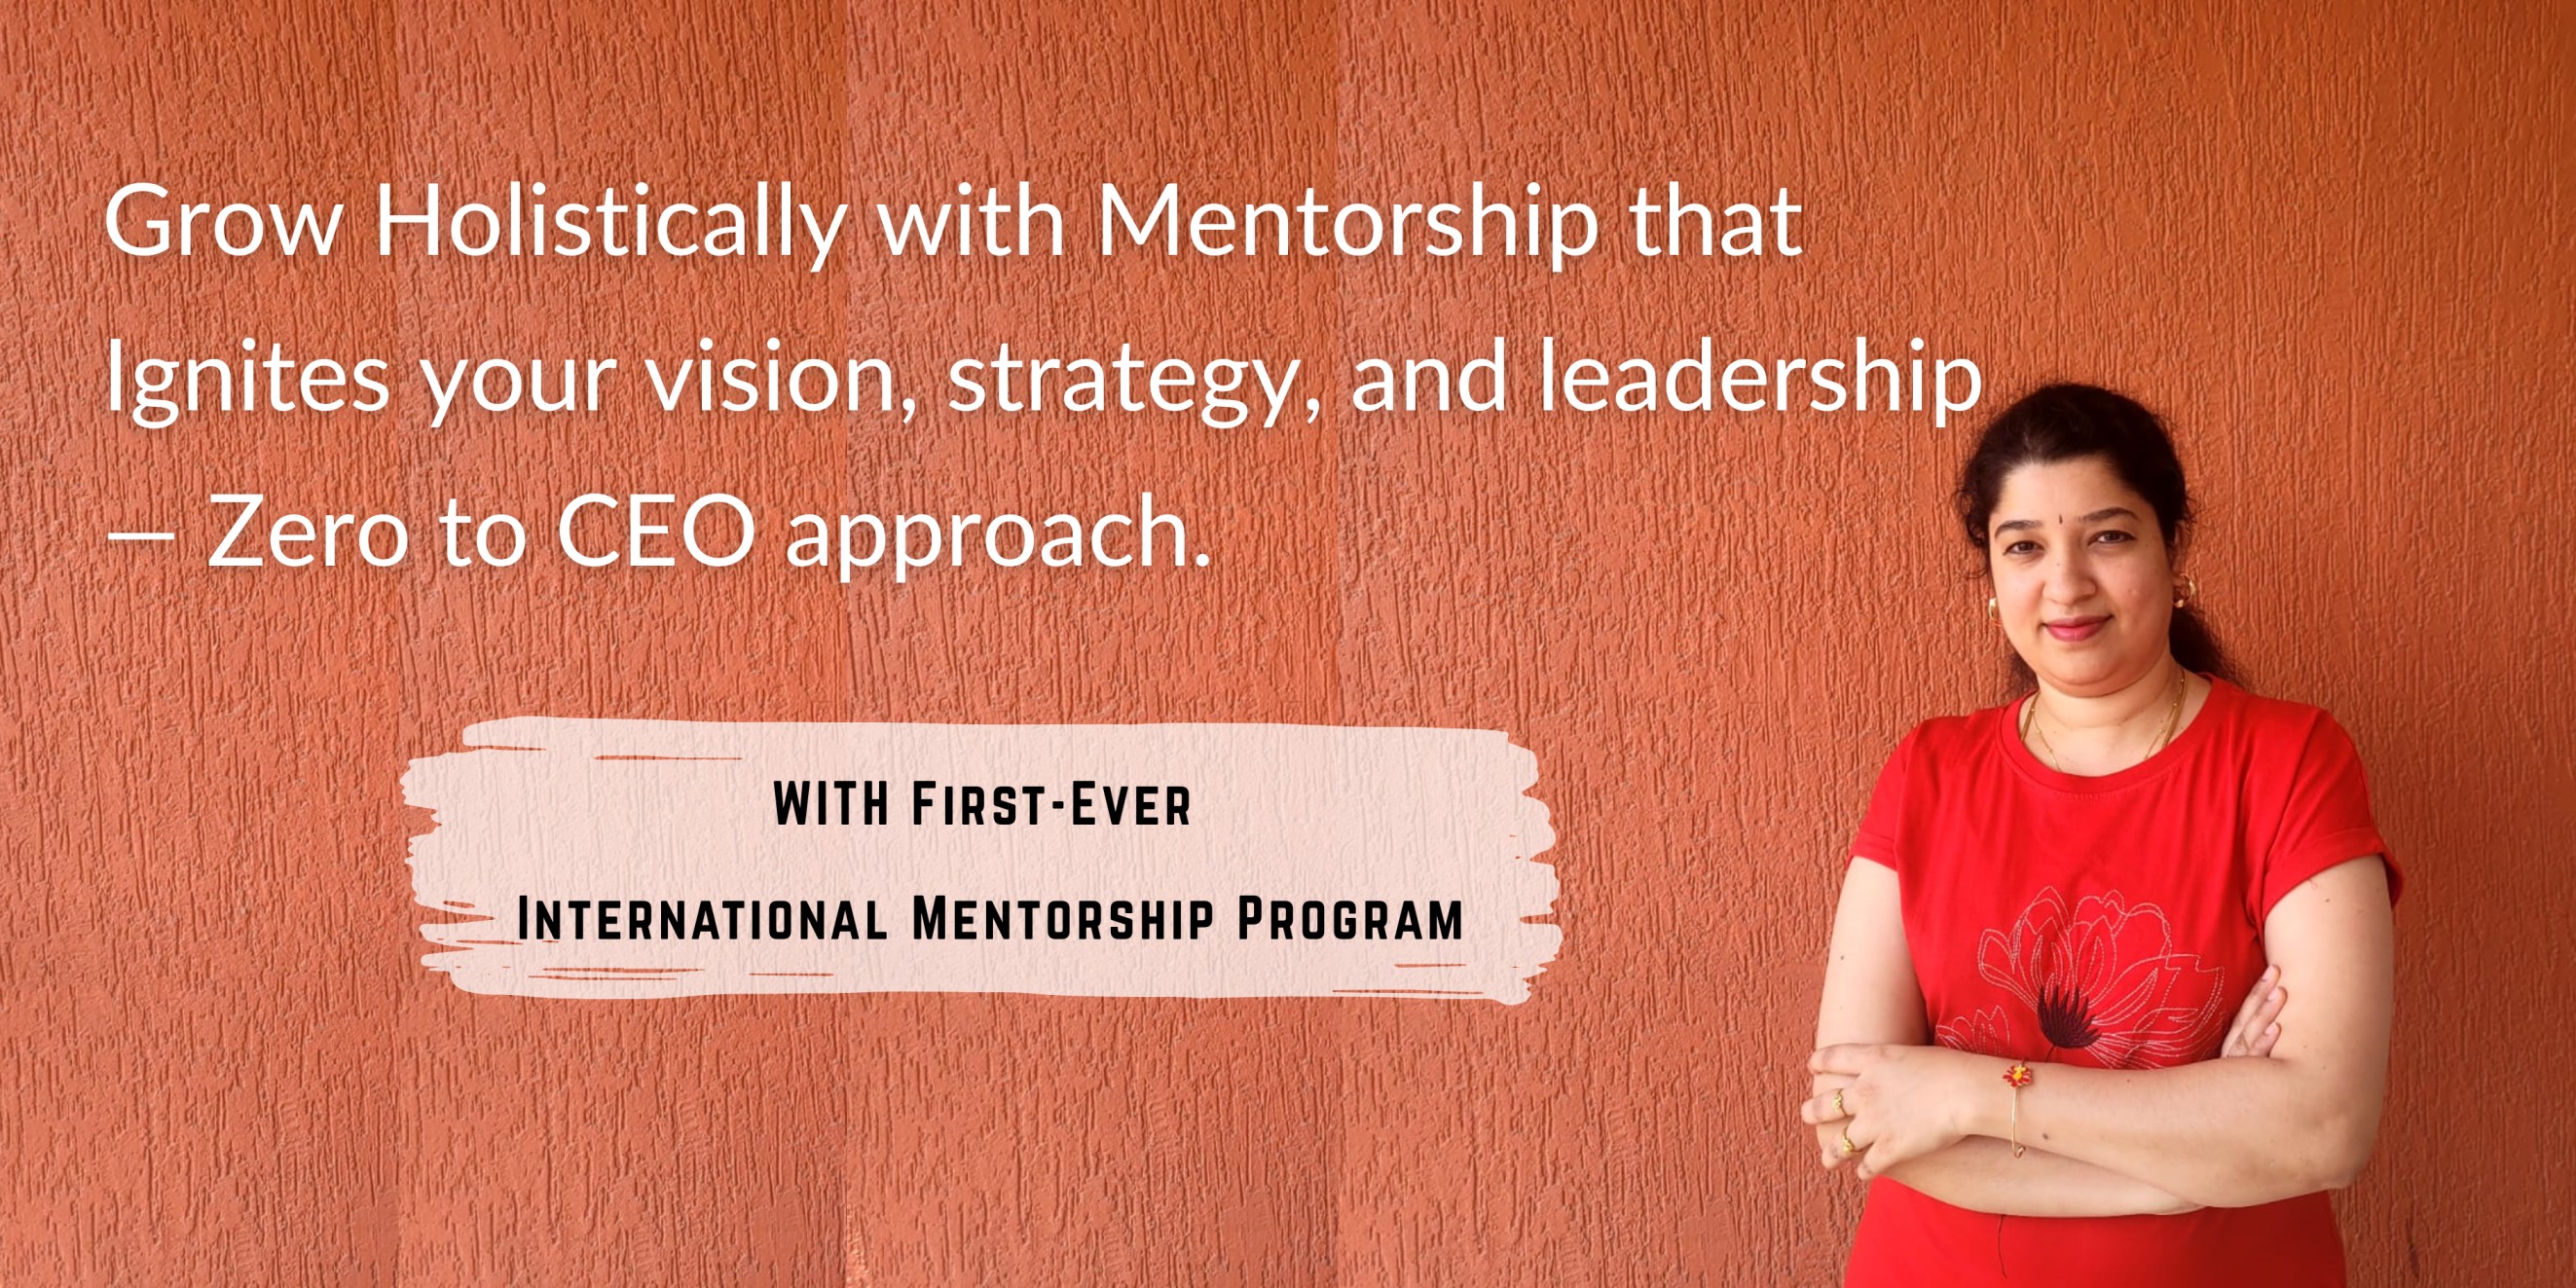 Grow Holistically with Mentorship that
Ignites your vision, strategy, and leadership
— Zero to CEO approach.
WITH First-Ever
International Mentorship Program